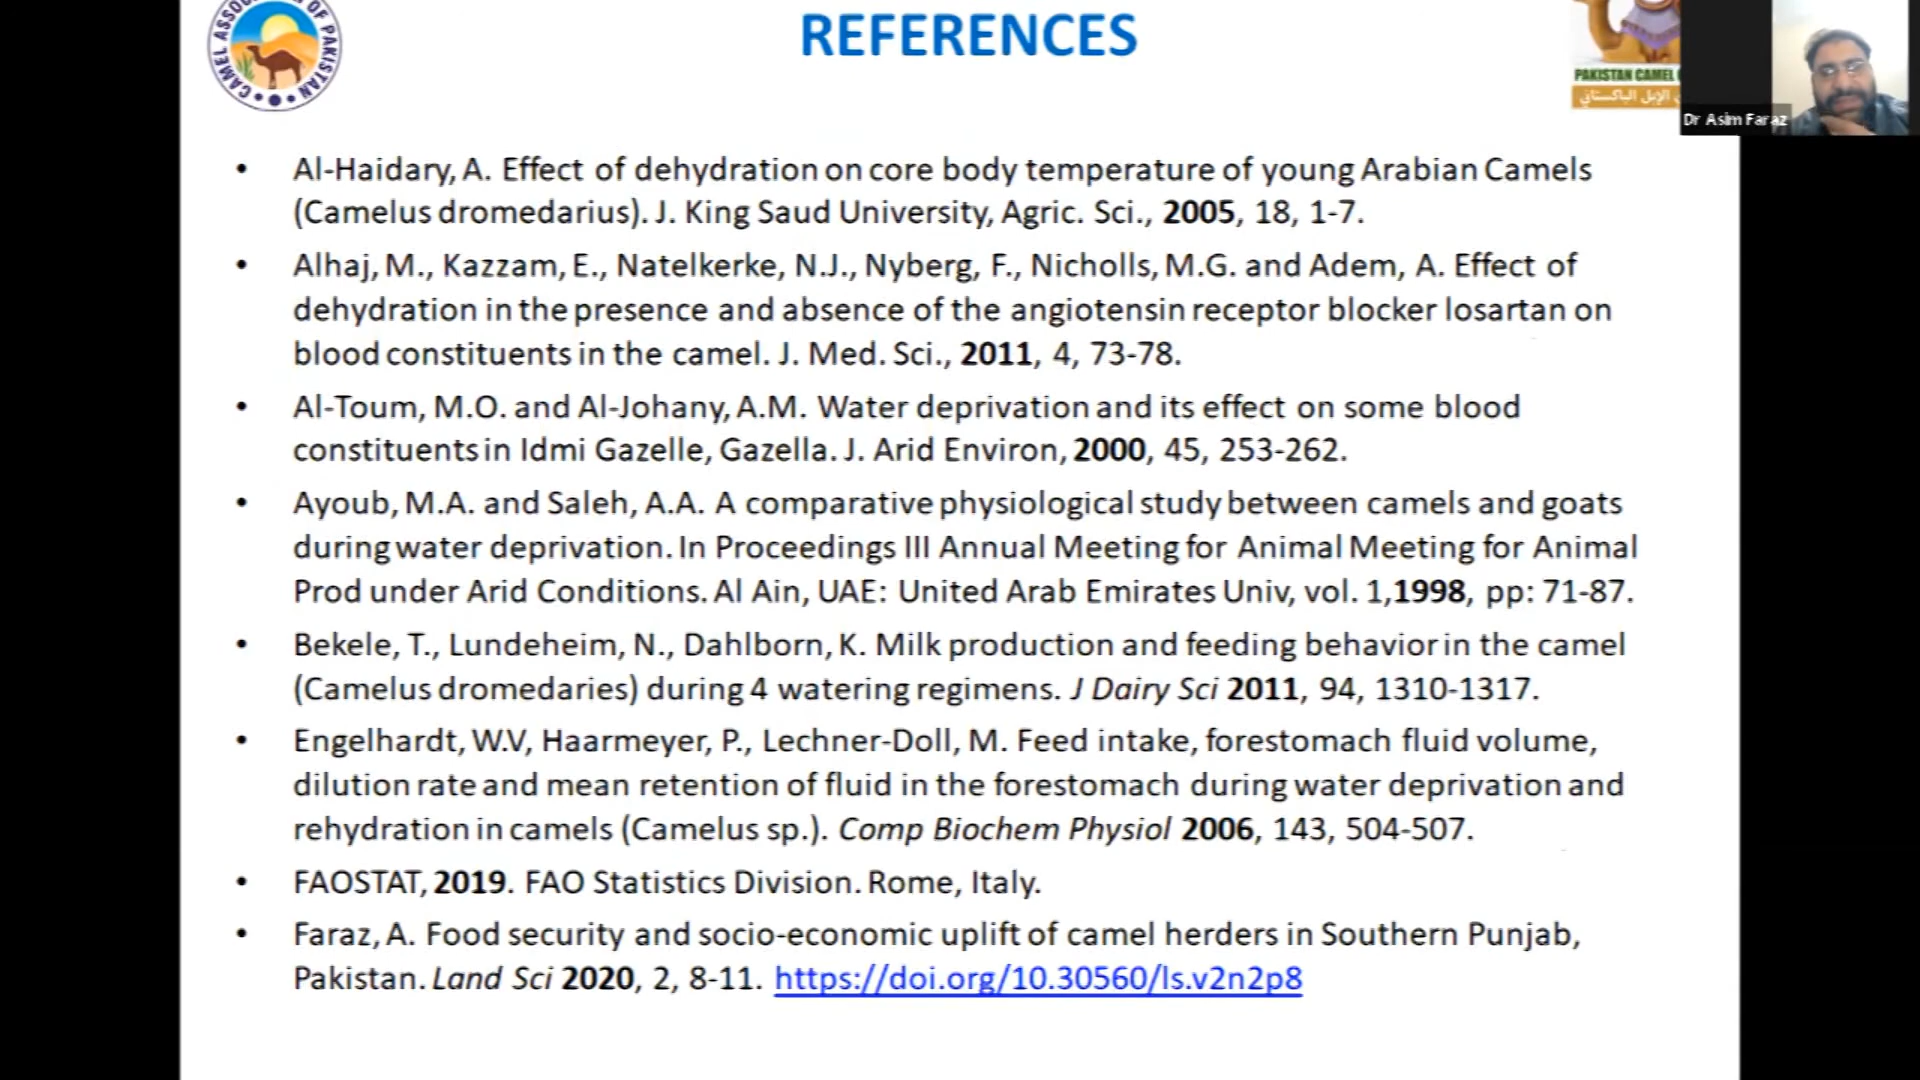 CAMEL ASSOCIATION OF PAKISTAN
REFERENCES
PAKISTAN CAMEL
الإبل الباكستاني
Dr Asim Faraz
• Al-Haidary, A. Effect of dehydration on core body temperature of young Arabian Camels
(Camelus dromedarius). J. King Saud University, Agric. Sci., 2005, 18, 1-7.
• Alhaj, M., Kazzam, E., Natelkerke, N.J., Nyberg, F., Nicholls, M.G. and Adem, A. Effect of
dehydration in the presence and absence of the angiotensin receptor blocker losartan on
blood constituents in the camel. J. Med. Sci., 2011, 4, 73-78.
• Al-Toum, M.O. and Al-Johany, A.M. Water deprivation and its effect on some blood
constituents in Idmi Gazelle, Gazella. J. Arid Environ, 2000, 45, 253-262.
• Ayoub, M.A. and Saleh, A.A. A comparative physiological study between camels and goats
during water deprivation. In Proceedings III Annual Meeting for Animal Meeting for Animal
Prod under Arid Conditions. Al Ain, UAE: United Arab Emirates Univ, vol. 1,1998, pp: 71-87.
• Bekele, T., Lundeheim, N., Dahlborn, K. Milk production and feeding behavior in the camel
(Camelus dromedaries) during 4 watering regimens. J Dairy Sci 2011, 94, 1310-1317.
• Engelhardt, W.V, Haarmeyer, P., Lechner-Doll, M. Feed intake, forestomach fluid volume,
dilution rate and mean retention of fluid in the forestomach during water deprivation and
rehydration in camels (Camelus sp.). Comp Biochem Physiol 2006, 143, 504-507.
• FAOSTAT, 2019. FAO Statistics Division. Rome, Italy.
• Faraz, A. Food security and socio-economic uplift of camel herders in Southern Punjab,
Pakistan. Land Sci 2020, 2, 8-11. https://doi.org/10.30560/ls.v2n2p8